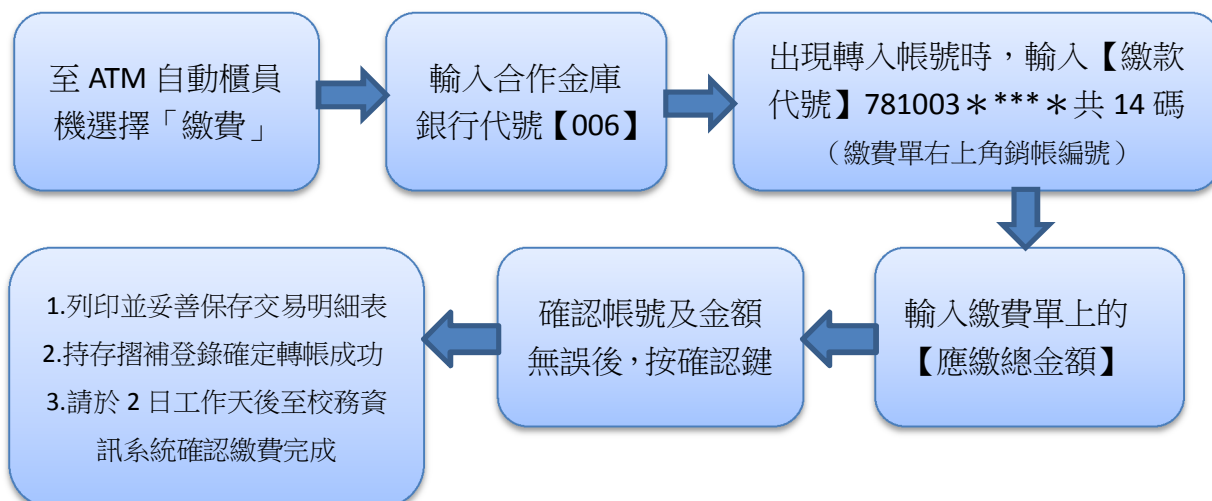 至 ATM 自動櫃員
機選擇「繳費」
輸入合作金庫
銀行代號【006】
出現轉入帳號時，輸入【繳款
代號】781003＊***＊共 14 碼
（繳費單右上角銷帳編號）
輸入繳費單上的
【應繳總金額】
確認帳號及金額
無誤後，按確認鍵
1.列印並妥善保存交易明細表
2.持存摺補登錄確定轉帳成功
3.請於 2 日工作天後至校務資
訊系統確認繳費完成